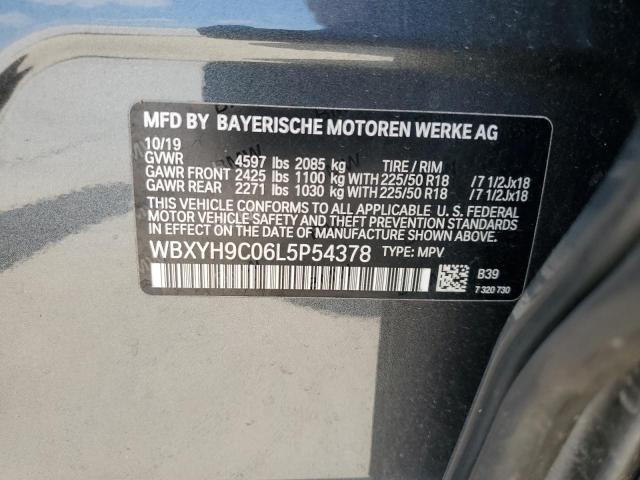 MFD BY BAYERISCHE MOTOREN WERKE AG
10/19
GVWR 4597 lbs 2085 kg TIRE / RIM
GAWR FRONT 2425 lbs 1100 kg WITH 225/50 R18 /7 1/2Jx18
GAWR REAR 2271 lbs 1030 kg WITH 225/50 R18 /7 1/2Jx18
THIS VEHICLE CONFORMS TO ALL APPLICABLE U. S. FEDERAL
MOTOR VEHICLE SAFETY AND THEFT PREVENTION STANDARDS
IN EFFECT ON THE DATE OF MANUFACTURE SHOWN ABOVE.
WBXYH9C06L5P54378 TYPE: MPV
B39
7 320 730